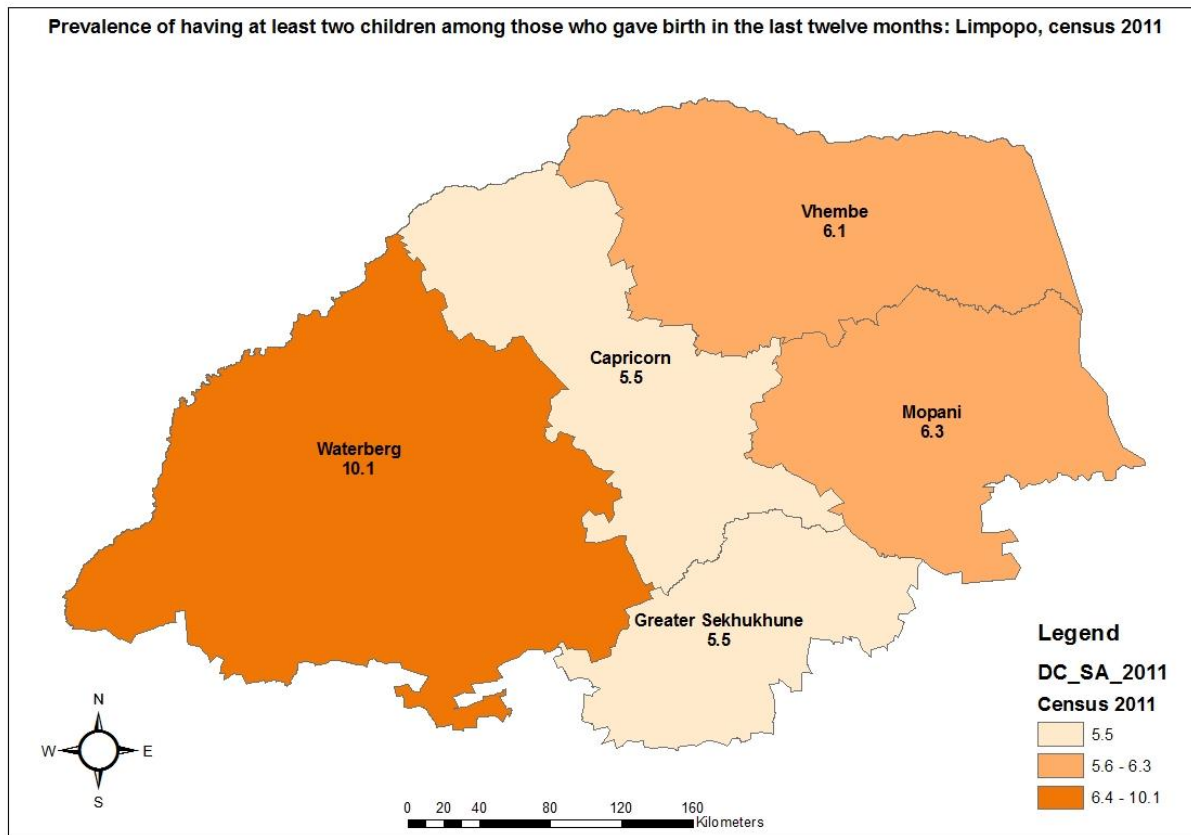 Prevalence of having at least two children among those who gave birth in the last twelve months: Limpopo, census 2011
Vhembe
6.1
Capricorn
5.5
Mopani
6.3
Waterberg
10.1
Greater Sekhukhune
5.5
Legend
DC_SA_2011
Census 2011
5.5
5.6 - 6.3
6.4 - 10.1
N
W E
S
0 20 40 80 120 160
Kilometers